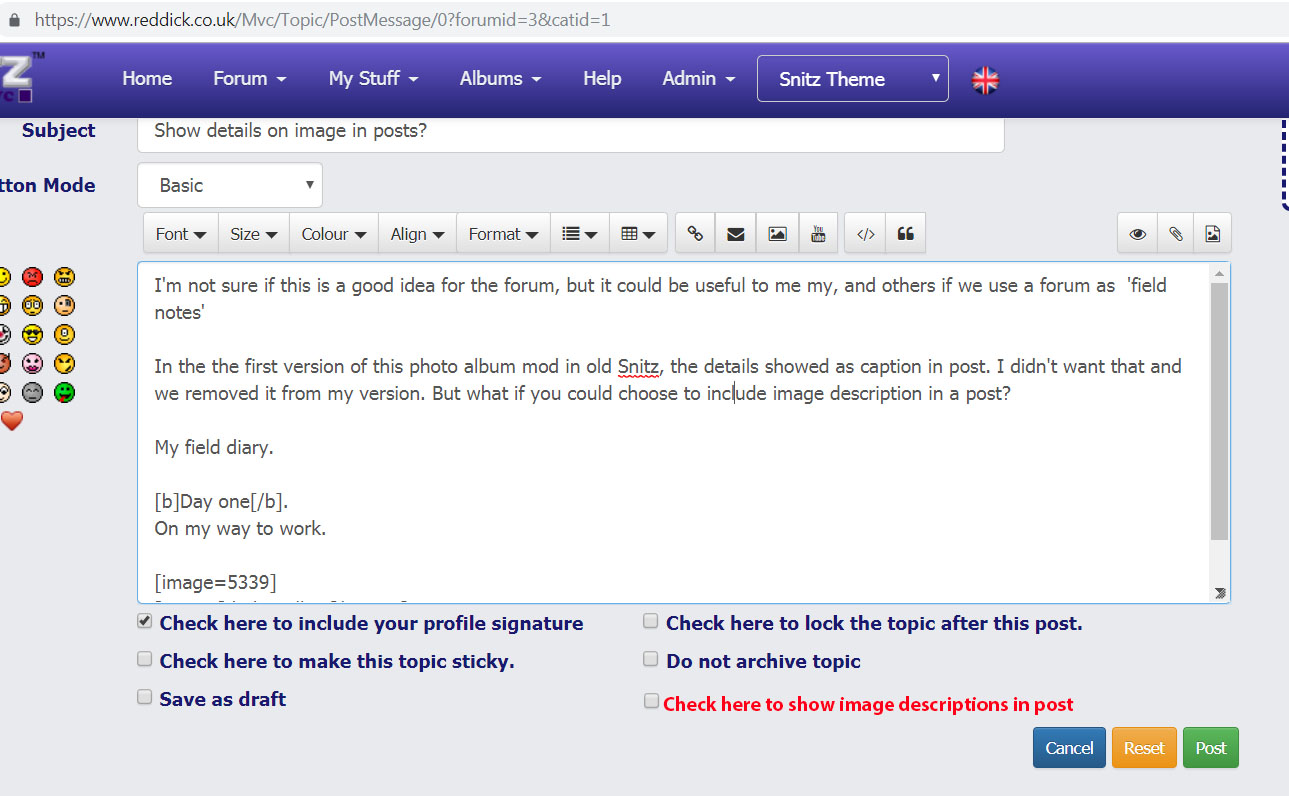 https://www.reddick.co.uk/Mvc/Topic/PostMessage/0?forumid=3&catid=1
Z TM
Home Forum My Stuff Albums Help Admin Snitz Theme
Subject Show details on image in posts?
tton Mode Basic
Font Size Colour Align Format You Tube </>
I'm not sure if this is a good idea for the forum, but it could be useful to me my, and others if we use a forum as 'field
notes'
In the the first version of this photo album mod in old Snitz, the details showed as caption in post. I didn't want that and
we removed it from my version. But what if you could choose to include image description in a post?
My field diary.
[b]Day one[/b].
On my way to work.
[image=5339]
Check here to include your profile signature Check here to lock the topic after this post.
Check here to make this topic sticky. Do not archive topic
Save as draft Check here to show image descriptions in post
Cancel Reset Post